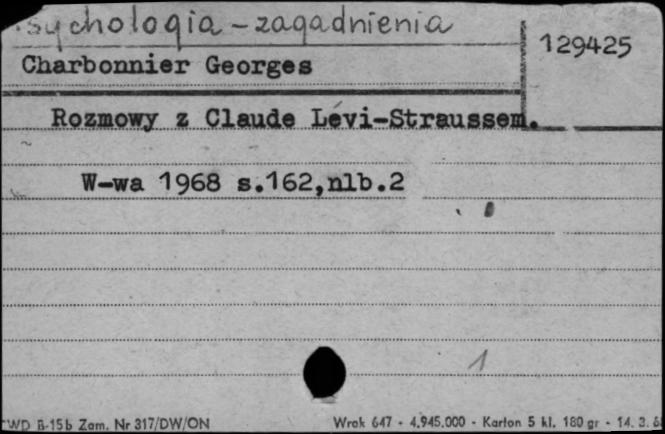 sychologia - zagadnienia
129425
Charbonnier Georges
Rozmowy z Claude Lévi-Straussem.
W-wa 1968 s.162,nlb.2
1
WD B-15b Zam. Nr 317/DW/ON Wrak 647 - 4.945.000 - Karton 5 kl. 180 gr - 14. 3.